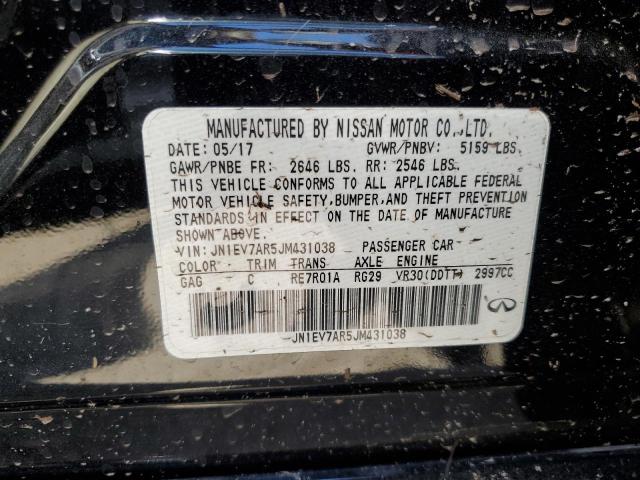 MANUFACTURED BY NISSAN MOTOR CO.,LTD.
DATE: 05/17 GVWR/PNBV: 5159 LBS.
GAWR/PNBE FR: 2646 LBS. RR: 2546 LBS.
THIS VEHICLE CONFORMS TO ALL APPLICABLE FEDERAL
MOTOR VEHICLE SAFETY, BUMPER, AND THEFT PREVENTION
STANDARDS IN EFFECT ON THE DATE OF MANUFACTURE
SHOWN ABOVE.
VIN: JN1EV7AR5JM431038 PASSENGER CAR
COLOR TRIM TRANS AXLE ENGINE
GAG C RE7R01A RG29 VR30(DDTT) 2997CC
JN1EV7AR5JM431038